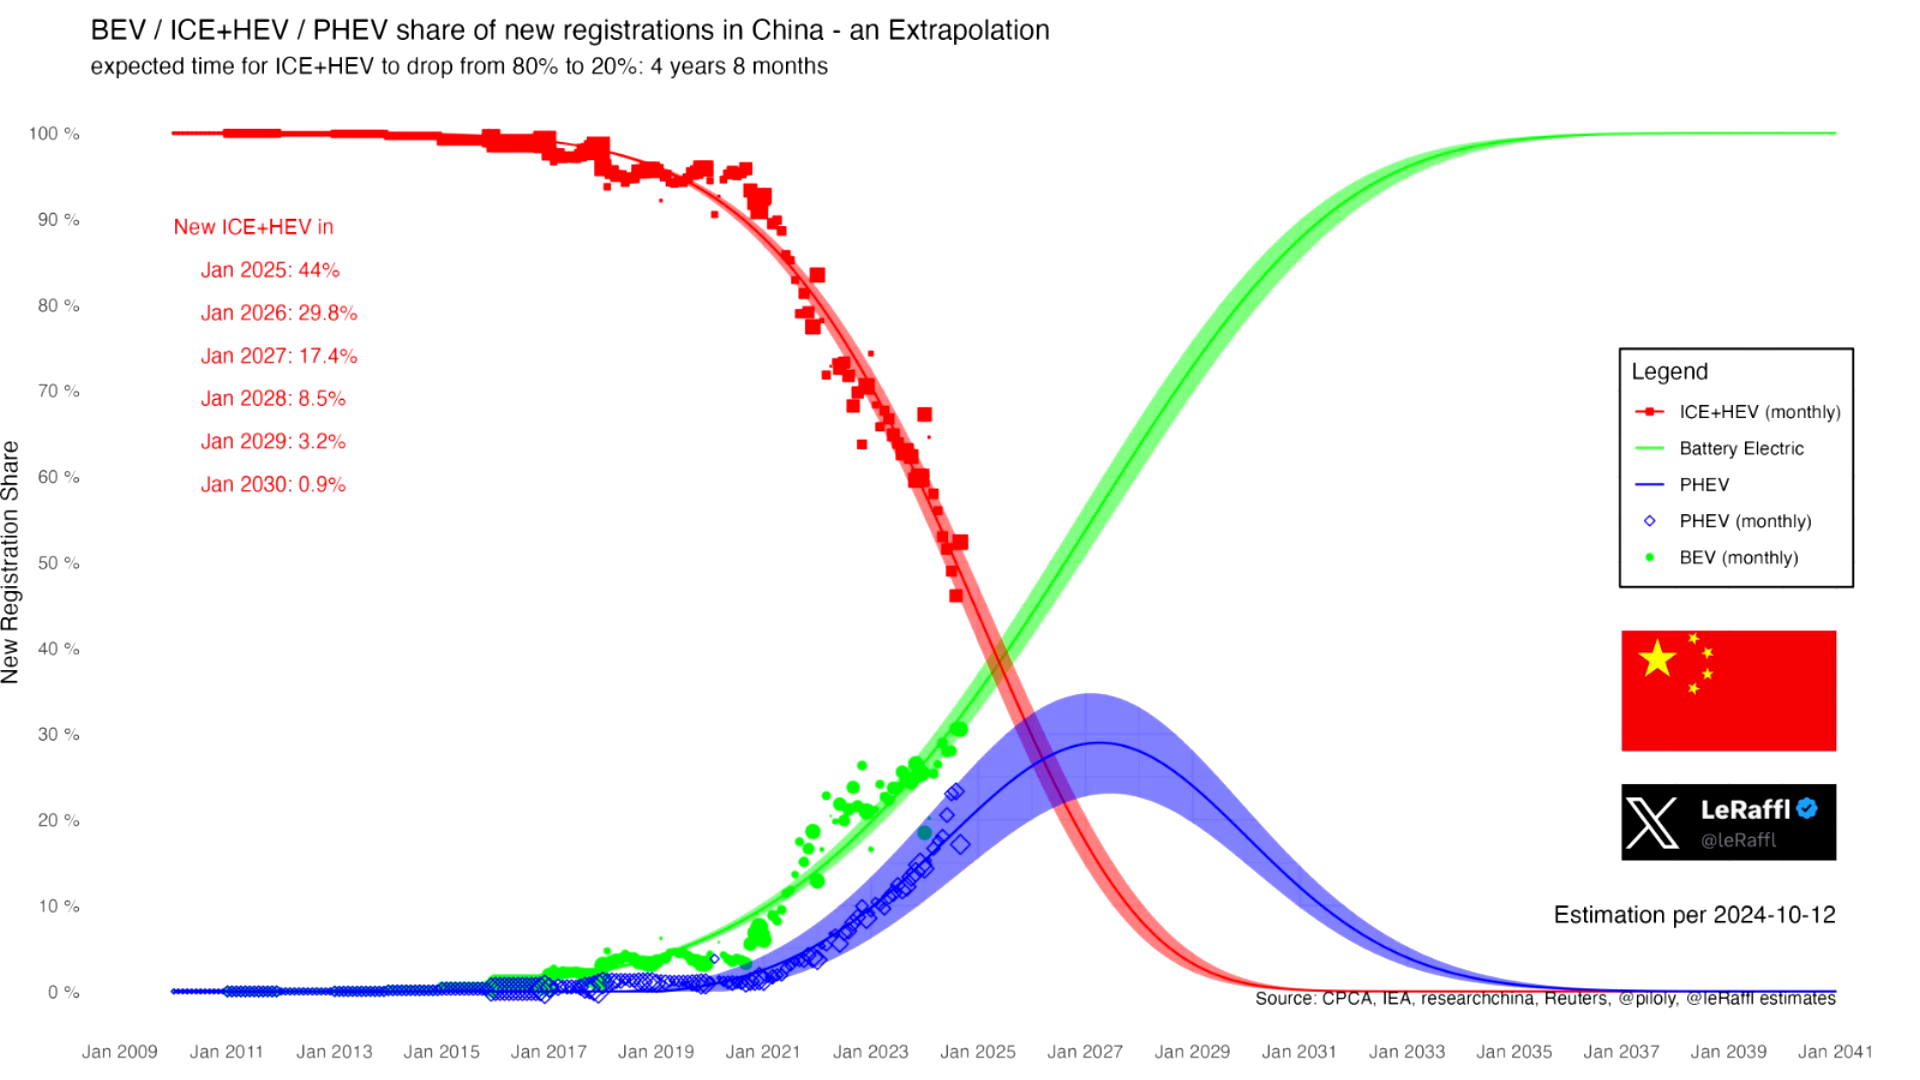 BEV / ICE+HEV / PHEV share of new registrations in China - an Extrapolation
expected time for ICE+HEV to drop from 80% to 20%: 4 years 8 months
New Registration Share
100 %
90 %
80 %
70 %
60 %
50 %
40 %
30 %
20 %
10 %
0 %
New ICE+HEV in
Jan 2025: 44%
Jan 2026: 29.8%
Jan 2027: 17.4%
Jan 2028: 8.5%
Jan 2029: 3.2%
Jan 2030: 0.9%
Legend
ICE+HEV (monthly)
Battery Electric
PHEV
PHEV (monthly)
BEV (monthly)
LeRaffl
@leRaffl
Estimation per 2024-10-12
Source: CPCA, IEA, researchchina, Reuters, @piloly, @leRaffl estimates
Jan 2009 Jan 2011 Jan 2013 Jan 2015 Jan 2017 Jan 2019 Jan 2021 Jan 2023 Jan 2025 Jan 2027 Jan 2029 Jan 2031 Jan 2033 Jan 2035 Jan 2037 Jan 2039 Jan 2041